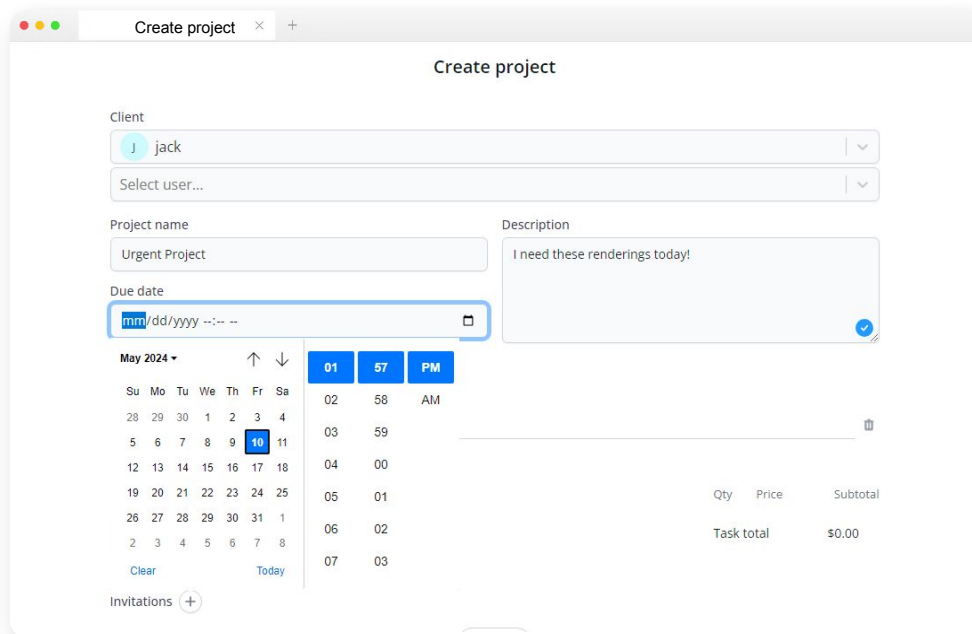 Create project
Create project
Client
J jack
Select user...
Project name
Description
Urgent Project
I need these renderings today!
Due date
mm/dd/yyyy --:-- --
May 2024
01 57 PM
Su Mo Tu We Th Fr Sa
02 58 AM
28 29 30 1 2 3 4
03 59
5 6 7 8 9 10 11
04 00
12 13 14 15 16 17 18
05 01
19 20 21 22 23 24 25
Qty Price Subtotal
26 27 28 29 30 31 1
06 02
Task total $0.00
2 3 4 5 6 7 8
07 03
Clear Today
Invitations